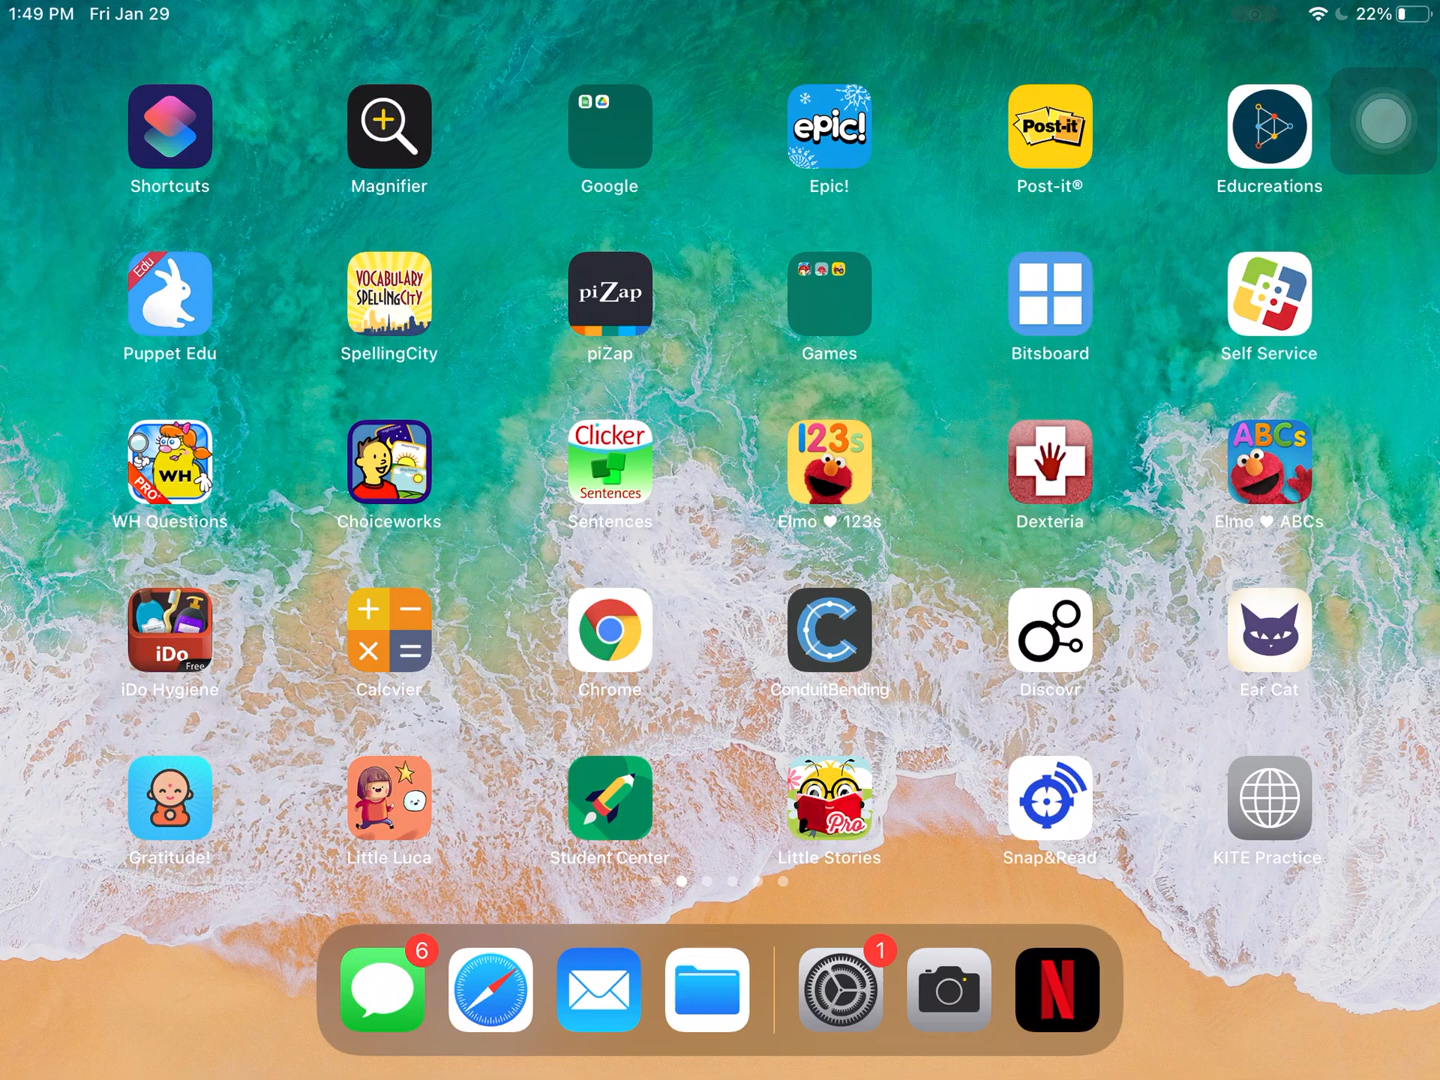 1:49 PM Fri Jan 29 22%
epic! Post-it
Shortcuts Magnifier Google Epic! Post-it® Educreations
Edu VOCABULARY SPELLINGCITY piZap
Puppet Edu SpellingCity piZap Games Bitsboard Self Service
WH PRO Clicker Sentences 123s ABCs
WH Questions Choiceworks Sentences Elmo ♥ 123s Dexteria Elmo ♥ ABCs
iDo Free + − × = C
iDo Hygiene Calcvier Chrome ConduitBending Discovr Ear Cat
Pro
Gratitude! Little Luca Student Center Little Stories Snap&Read KITE Practice
6 1 N